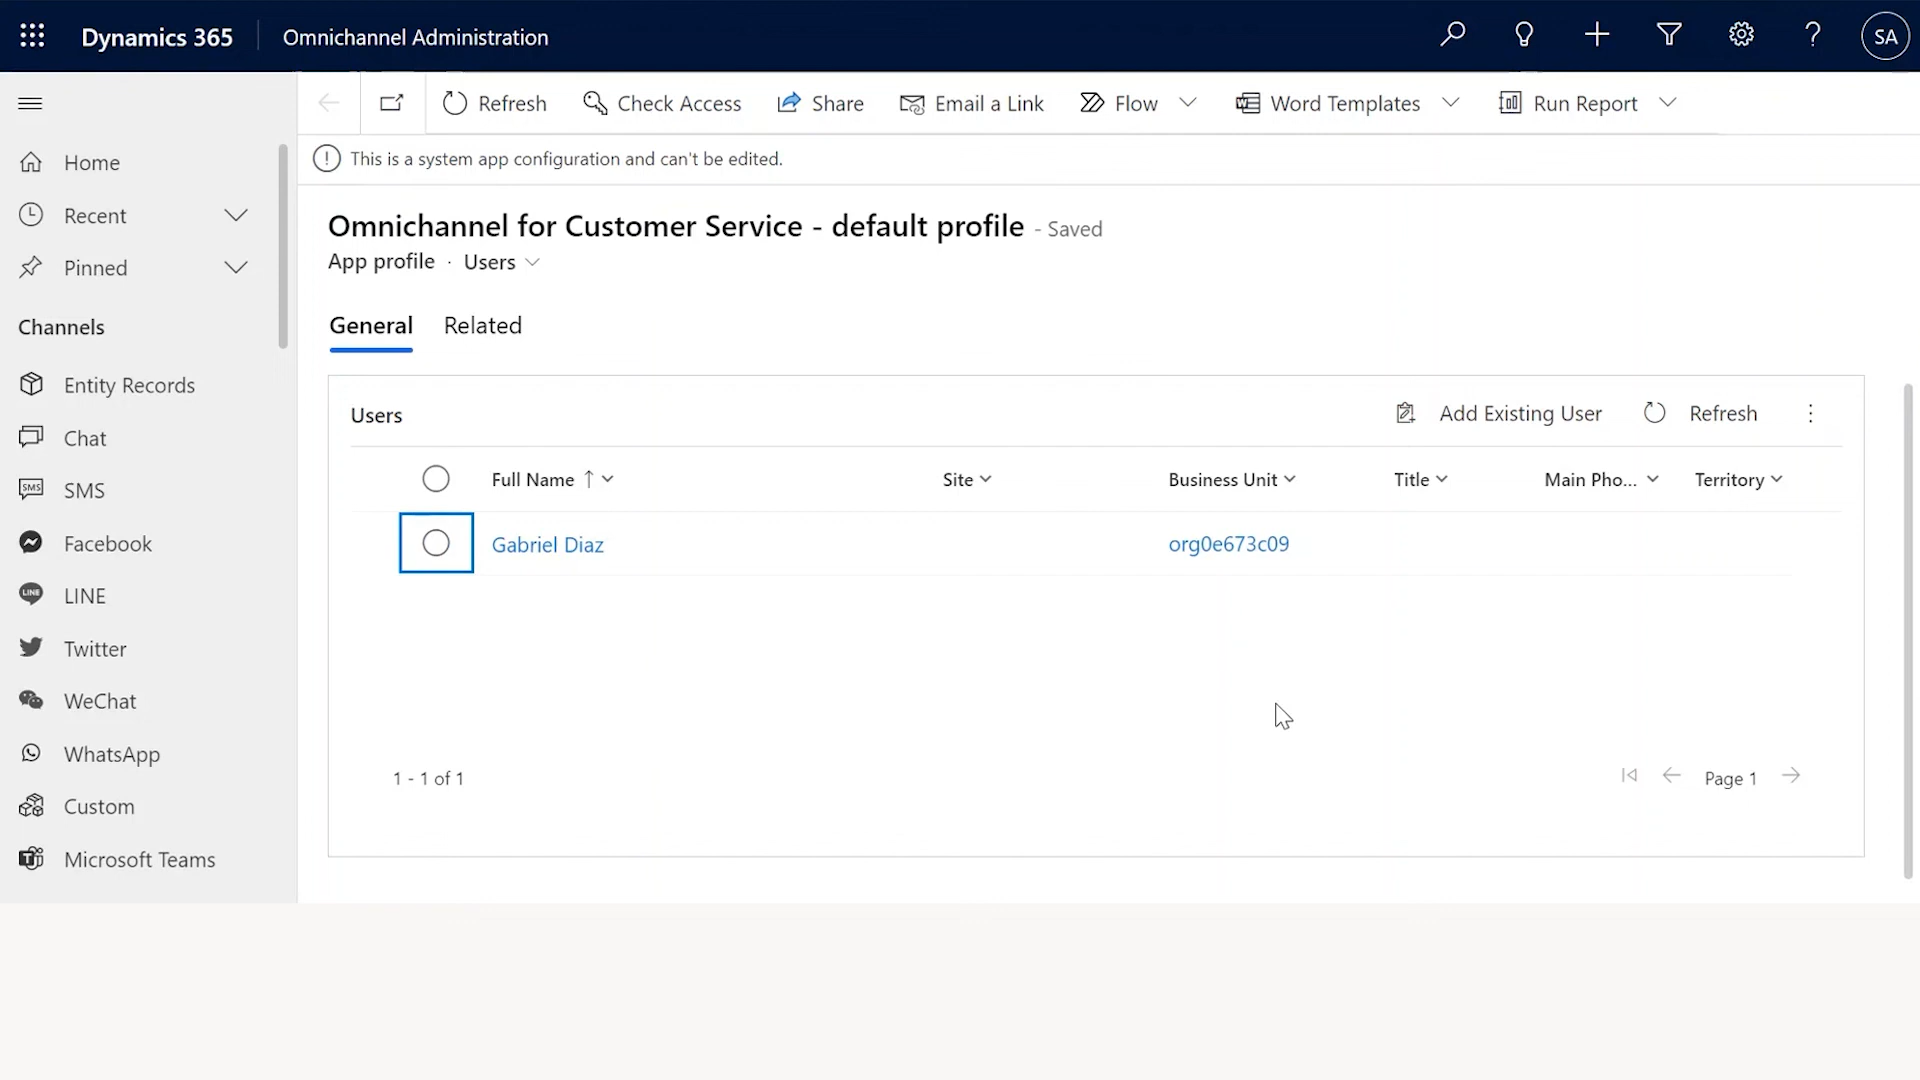 Dynamics 365
Omnichannel Administration
SA
Refresh
Check Access
Share
Email a Link
Flow
Word Templates
Run Report
This is a system app configuration and can't be edited.
Home
Recent
Pinned
Channels
Entity Records
Chat
SMS
SMS
Facebook
LINE
LINE
Twitter
WeChat
WhatsApp
Custom
Microsoft Teams
Omnichannel for Customer Service - default profile - Saved
App profile · Users
General
Related
Users
Add Existing User
Refresh
Full Name
Site
Business Unit
Title
Main Pho...
Territory
Gabriel Diaz
org0e673c09
1 - 1 of 1
Page 1